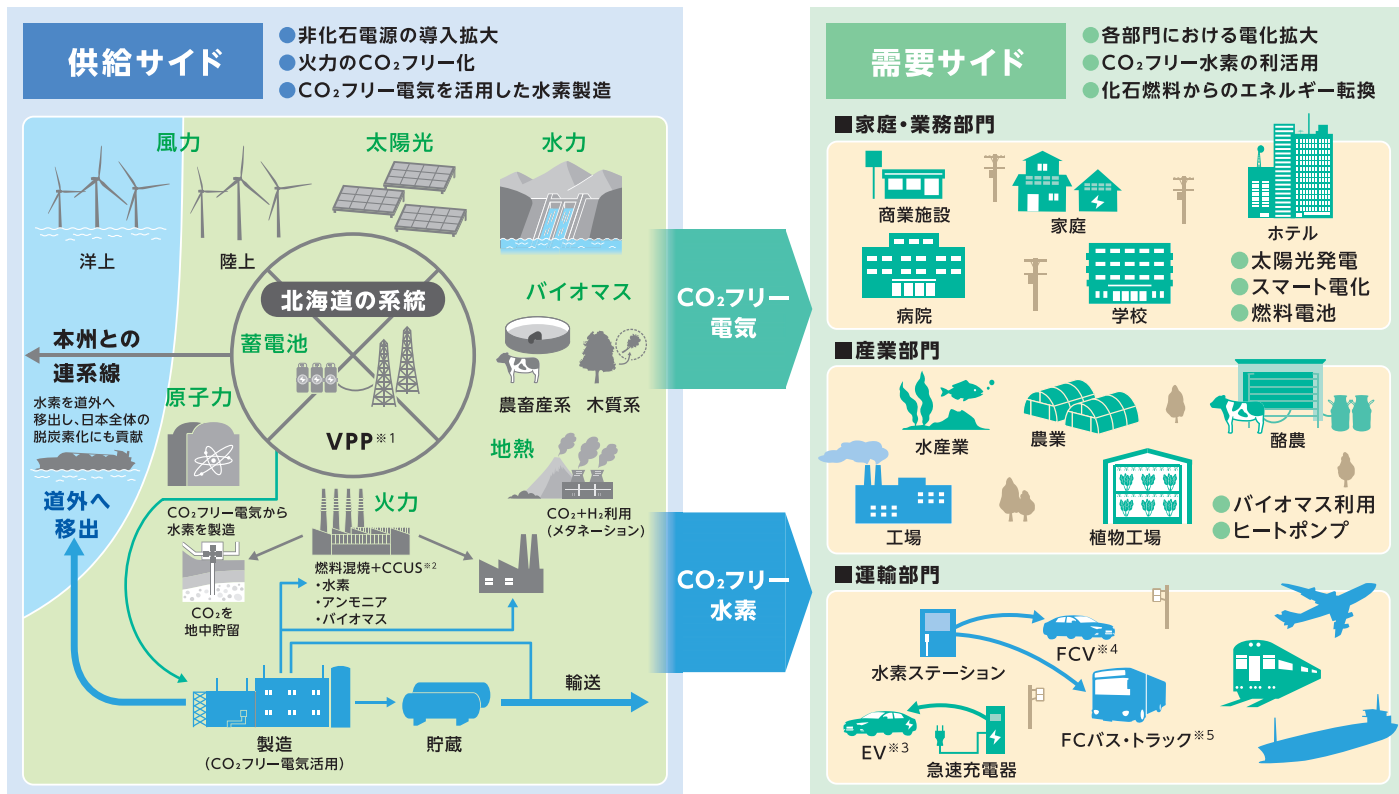 供給サイド
●非化石電源の導入拡大
●火力のCO₂フリー化
●CO₂フリー電気を活用した水素製造
風力
太陽光
水力
洋上
陸上
北海道の系統
バイオマス
蓄電池
本州との
連系線
農畜産系
木質系
水素を道外へ
移出し、日本全体の
脱炭素化にも貢献
原子力
VPP※1
地熱
道外へ
移出
CO₂フリー電気から
水素を製造
火力
CO₂+H₂利用
(メタネーション)
燃料混焼+CCUS※2
・水素
・アンモニア
・バイオマス
CO₂を
地中貯留
輸送
製造
(CO₂フリー電気活用)
貯蔵
CO₂フリー
電気
CO₂フリー
水素
需要サイド
●各部門における電化拡大
●CO₂フリー水素の利活用
●化石燃料からのエネルギー転換
■家庭・業務部門
商業施設
家庭
ホテル
病院
学校
●太陽光発電
●スマート電化
●燃料電池
■産業部門
水産業
農業
酪農
工場
植物工場
●バイオマス利用
●ヒートポンプ
■運輸部門
水素ステーション
FCV※4
EV※3
急速充電器
FCバス・トラック※5